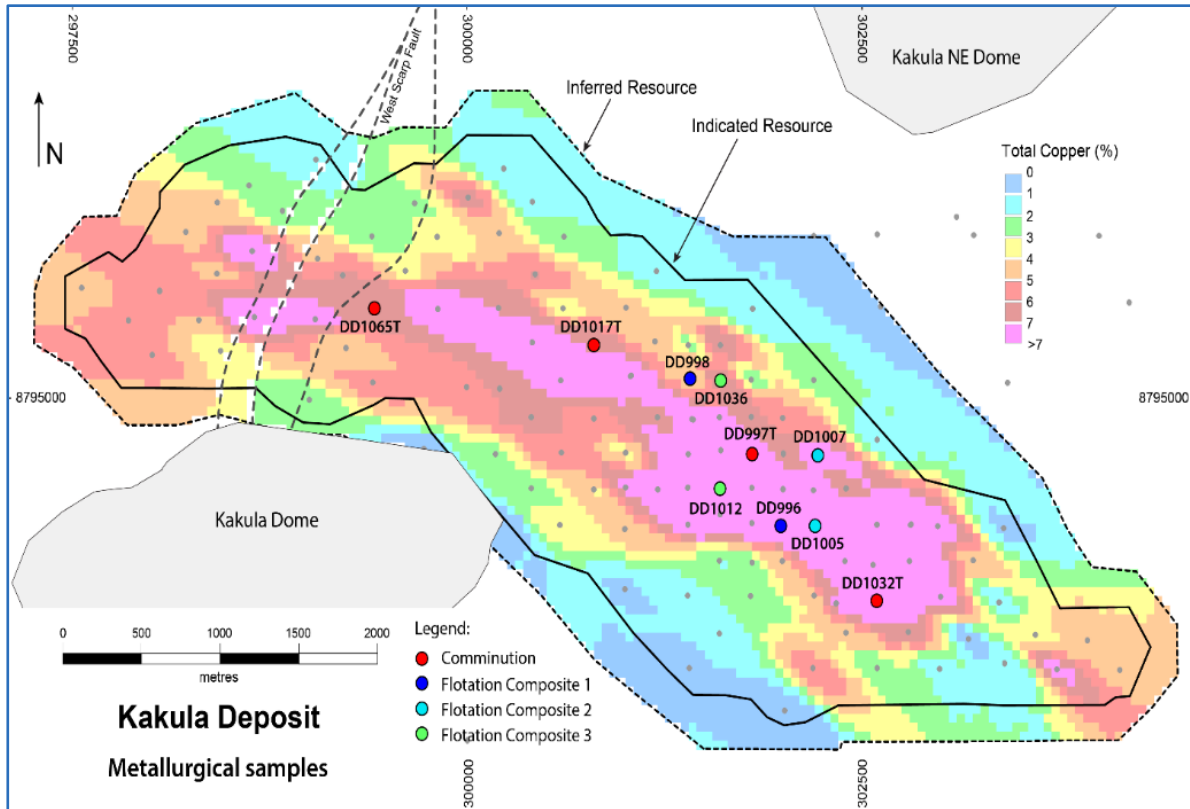 297500
300000
302500
Kakula NE Dome
West Scarp Fault
Inferred Resource
Indicated Resource
N
Total Copper (%)
0
1
2
3
4
5
6
7
>7
DD1065T
DD1017T
DD998
DD1036
8795000
8795000
DD997T
DD1007
DD1012
DD996
DD1005
Kakula Dome
DD1032T
0 500 1000 1500 2000
metres
Legend:
Comminution
Flotation Composite 1
Flotation Composite 2
Flotation Composite 3
Kakula Deposit
Metallurgical samples
300000
302500